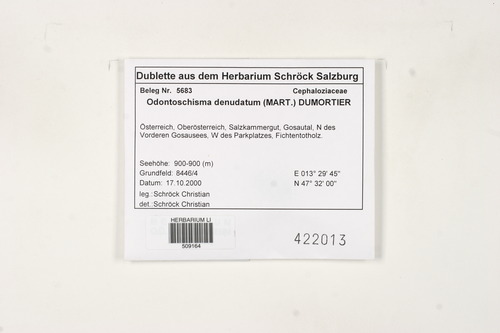 Dublette aus dem Herbarium Schröck Salzburg
Beleg Nr. 5683 Cephaloziaceae
Odontoschisma denudatum (MART.) DUMORTIER
Österreich, Oberösterreich, Salzkammergut, Gosautal, N des
Vorderen Gosausees, W des Parkplatzes, Fichtentotholz.
Seehöhe: 900-900 (m)
Grundfeld: 8446/4 E 013° 29' 45''
Datum: 17.10.2000 N 47° 32' 00''
leg.: Schröck Christian
det.: Schröck Christian
HERBARIUM LI
509164
422013